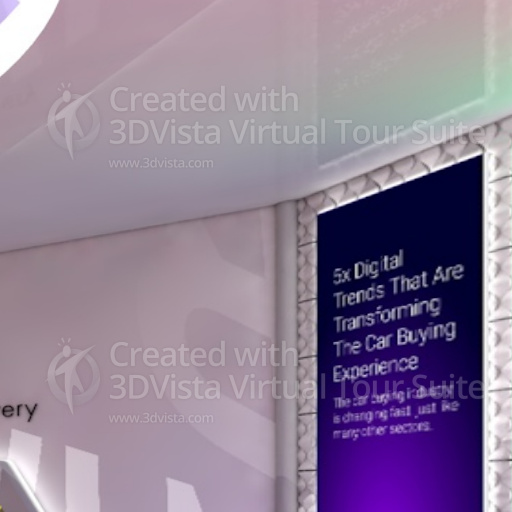 Created with
3DVista Virtual Tour Suite
www.3dvista.com
5x Digital
Trends That Are
Transforming
The Car Buying
Experience
The car buying industry
is changing fast just like
many other sectors.
Created with
3DVista Virtual Tour Suite
www.3dvista.com
ery